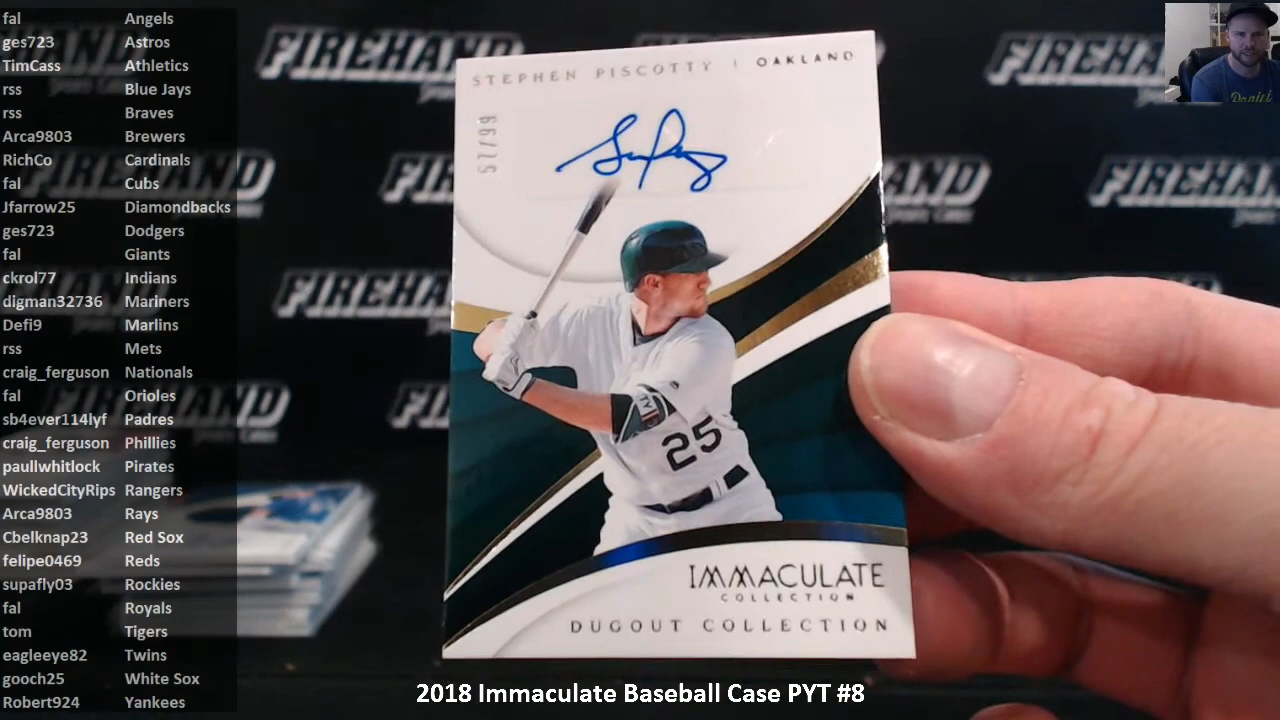 fal Angels
ges723 Astros
TimCass Athletics
rss Blue Jays
rss Braves
Arca9803 Brewers
RichCo Cardinals
fal Cubs
Jfarrow25 Diamondbacks
ges723 Dodgers
fal Giants
ckrol77 Indians
digman32736 Mariners
Defi9 Marlins
rss Mets
craig_ferguson Nationals
fal Orioles
sb4ever114lyf Padres
craig_ferguson Phillies
paullwhitlock Pirates
WickedCityRips Rangers
Arca9803 Rays
Cbelknap23 Red Sox
felipe0469 Reds
supafly03 Rockies
fal Royals
tom Tigers
eagleeye82 Twins
gooch25 White Sox
Robert924 Yankees
FIREHAND
STEPHEN PISCOTTY | OAKLAND
25
IMMACULATE
COLLECTION
DUGOUT COLLECTION
2018 Immaculate Baseball Case PYT #8